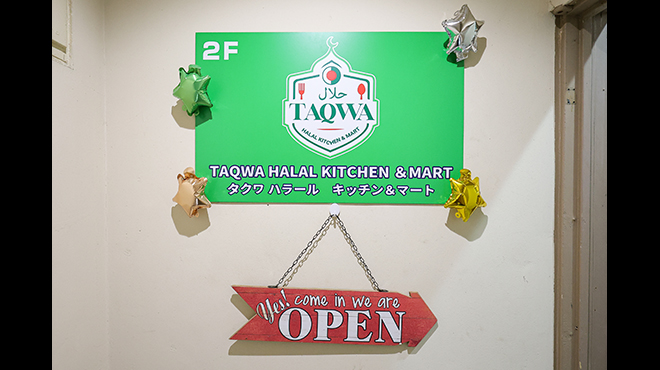 2F
حلال
TAQWA
HALAL KITCHEN & MART
TAQWA HALAL KITCHEN & MART
タクワ ハラール キッチン&マート
Yes! come in we are
OPEN